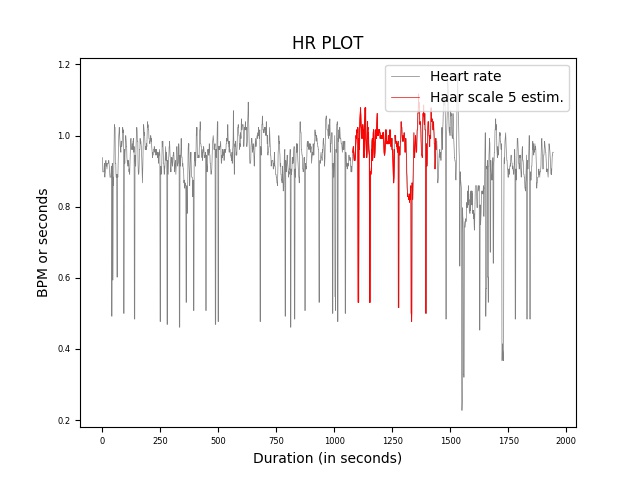 HR PLOT
Heart rate
Haar scale 5 estim.
BPM or seconds
1.2
1.0
0.8
0.6
0.4
0.2
0 250 500 750 1000 1250 1500 1750 2000
Duration (in seconds)